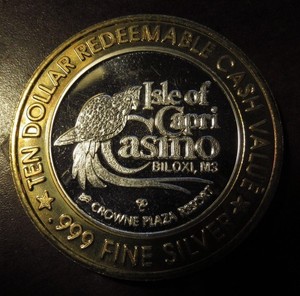 TEN DOLLAR REDEEMABLE CASH VALUE
Isle of
Capri
Casino
BILOXI, MS
CROWNE PLAZA RESORT
.999 FINE SILVER